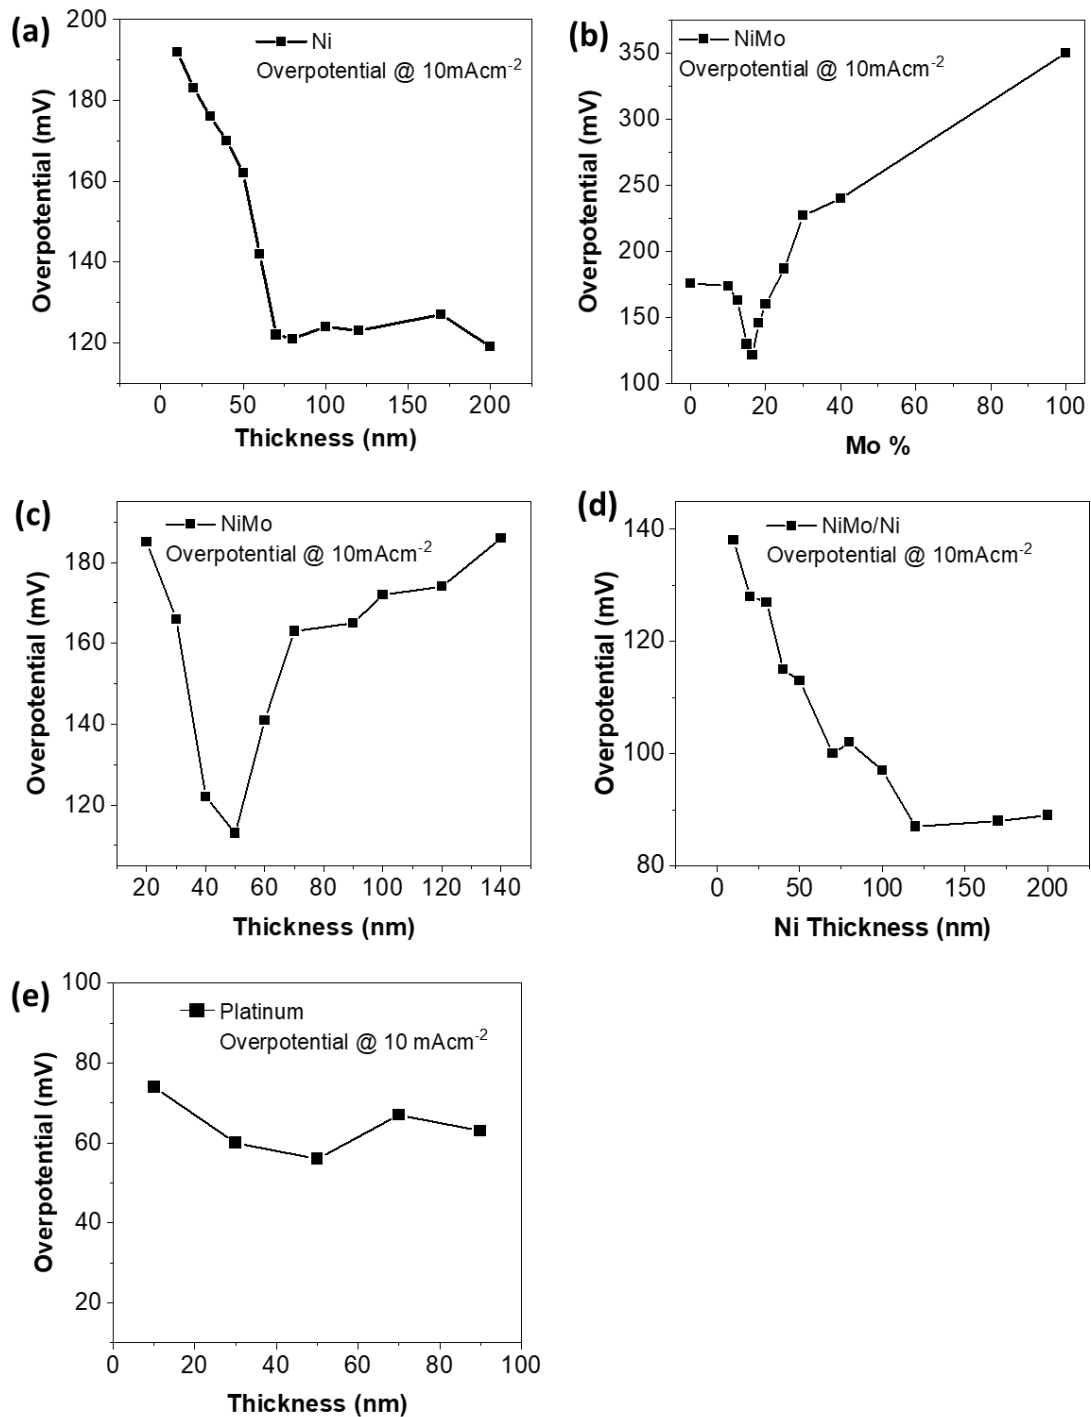 (a)
Ni
Overpotential @ 10mAcm-2
200
180
160
140
120
Overpotential (mV)
0 50 100 150 200
Thickness (nm)
(b)
NiMo
Overpotential @ 10mAcm-2
350
300
250
200
150
100
Overpotential (mV)
0 20 40 60 80 100
Mo %
(c)
NiMo
Overpotential @ 10mAcm-2
180
160
140
120
Overpotential (mV)
20 40 60 80 100 120 140
Thickness (nm)
(d)
NiMo/Ni
Overpotential @ 10mAcm-2
140
120
100
80
Overpotential (mV)
0 50 100 150 200
Ni Thickness (nm)
(e)
Platinum
Overpotential @ 10 mAcm-2
100
80
60
40
20
Overpotential (mV)
0 20 40 60 80 100
Thickness (nm)